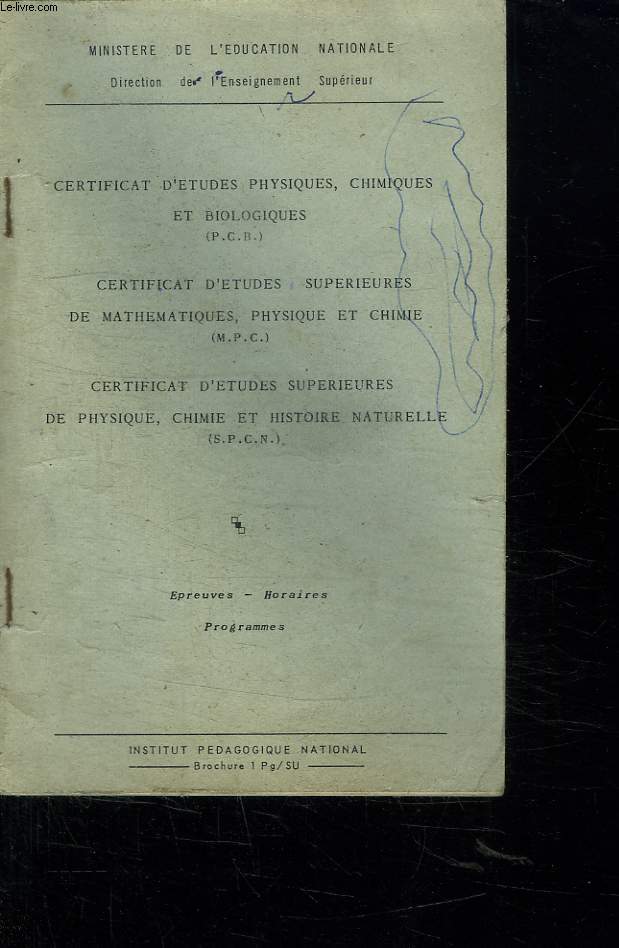 Le-livre.com
MINISTERE DE L'EDUCATION NATIONALE
Direction de l'Enseignement Supérieur
CERTIFICAT D'ETUDES PHYSIQUES, CHIMIQUES
ET BIOLOGIQUES
(P.C.B.)
CERTIFICAT D'ETUDES SUPERIEURES
DE MATHEMATIQUES, PHYSIQUE ET CHIMIE
(M.P.C.)
CERTIFICAT D'ETUDES SUPERIEURES
DE PHYSIQUE, CHIMIE ET HISTOIRE NATURELLE
(S.P.C.N.)
Epreuves - Horaires
Programmes
INSTITUT PEDAGOGIQUE NATIONAL
Brochure 1 Pg/SU